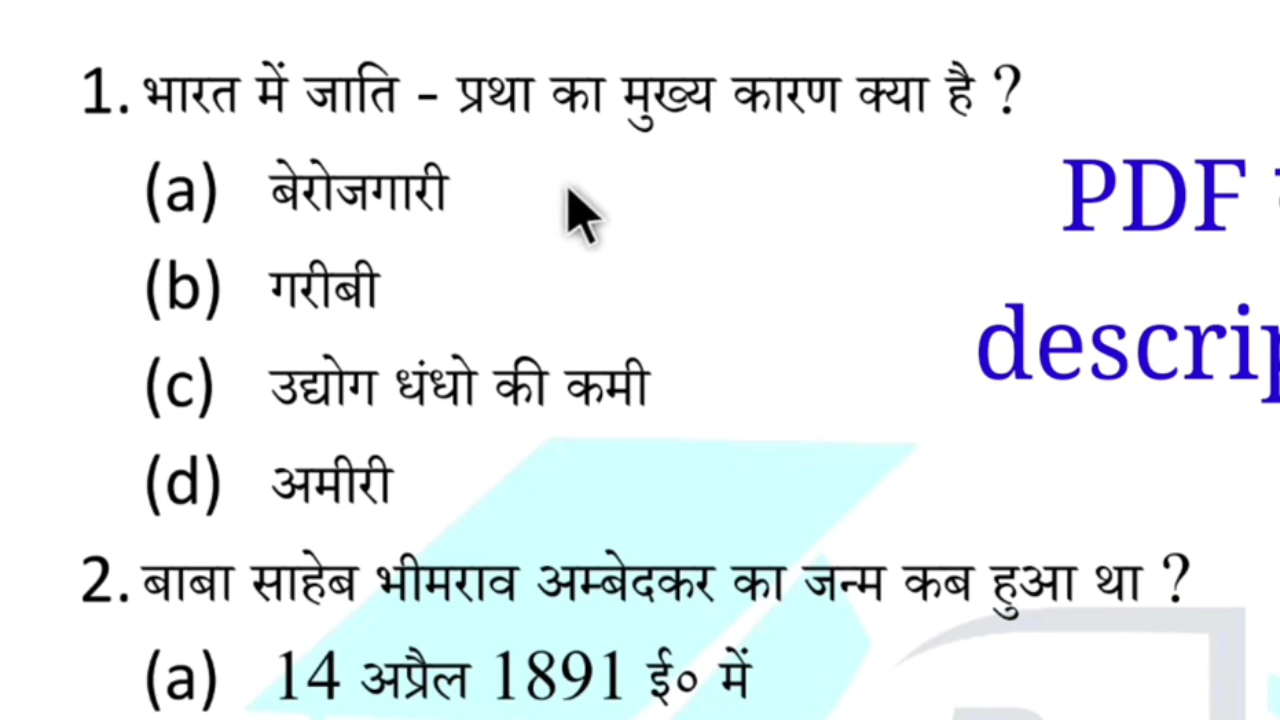 1. भारत में जाति - प्रथा का मुख्य कारण क्या है ?
(a) बेरोजगारी
PDF
(b) गरीबी
descrip
(c) उद्योग धंधो की कमी
(d) अमीरी
2. बाबा साहेब भीमराव अम्बेदकर का जन्म कब हुआ था ?
(a) 14 अप्रैल 1891 ई० में